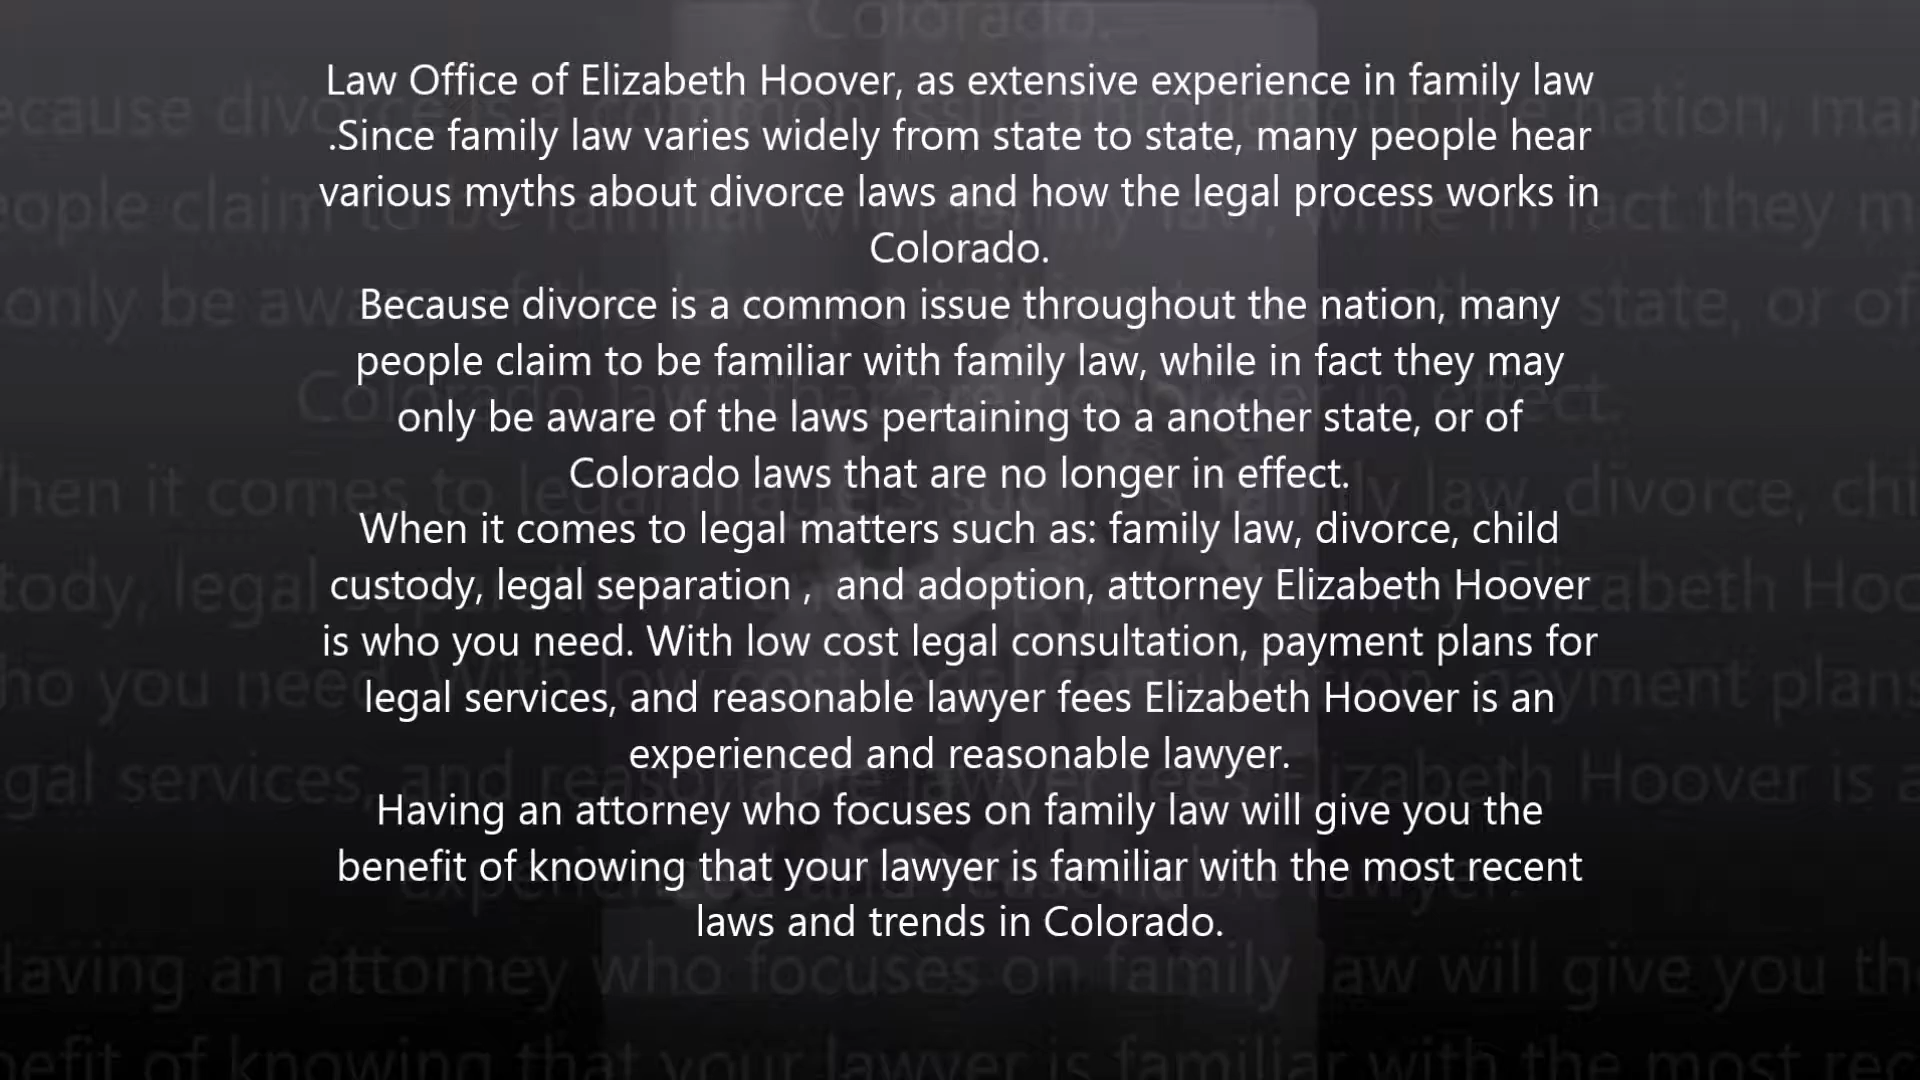 Law Office of Elizabeth Hoover, as extensive experience in family law
.Since family law varies widely from state to state, many people hear
various myths about divorce laws and how the legal process works in
Colorado.
Because divorce is a common issue throughout the nation, many
people claim to be familiar with family law, while in fact they may
only be aware of the laws pertaining to a another state, or of
Colorado laws that are no longer in effect.
When it comes to legal matters such as: family law, divorce, child
custody, legal separation ,  and adoption, attorney Elizabeth Hoover
is who you need. With low cost legal consultation, payment plans for
legal services, and reasonable lawyer fees Elizabeth Hoover is an
experienced and reasonable lawyer.
Having an attorney who focuses on family law will give you the
benefit of knowing that your lawyer is familiar with the most recent
laws and trends in Colorado.